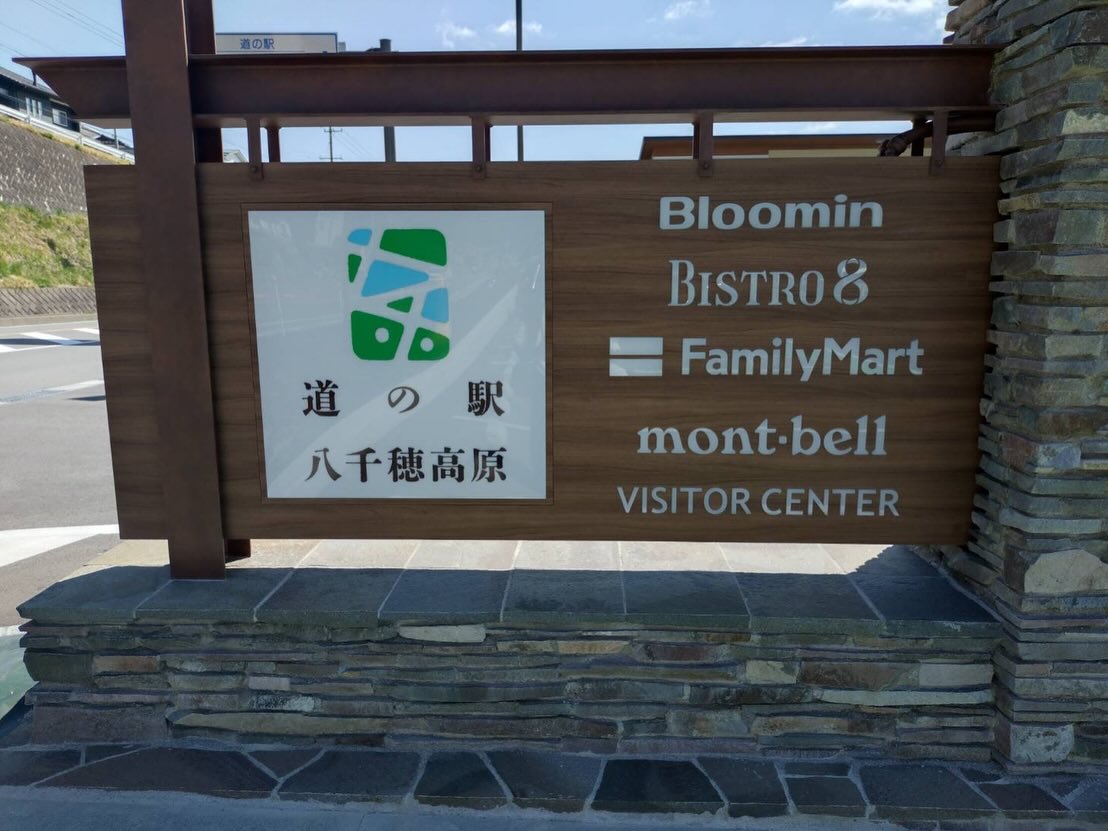 道の駅
道の駅
八千穂高原
Bloomin
BISTRO 8
FamilyMart
mont-bell
VISITOR CENTER